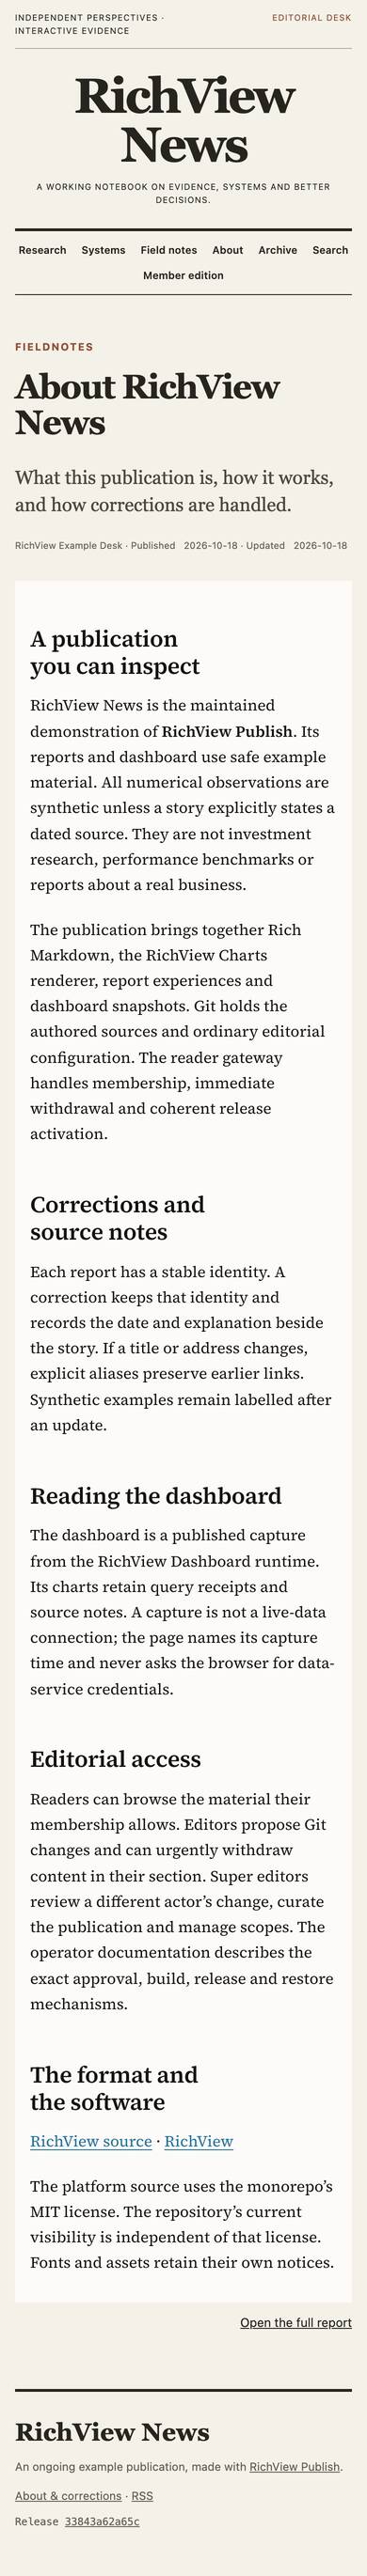 INDEPENDENT PERSPECTIVES ·
INTERACTIVE EVIDENCE
EDITORIAL DESK
RichView
News
A WORKING NOTEBOOK ON EVIDENCE, SYSTEMS AND BETTER
DECISIONS.
Research Systems Field notes About Archive Search
Member edition
FIELDNOTES
About RichView
News
What this publication is, how it works,
and how corrections are handled.
RichView Example Desk · Published 2026-10-18 · Updated 2026-10-18
A publication
you can inspect
RichView News is the maintained
demonstration of RichView Publish. Its
reports and dashboard use safe example
material. All numerical observations are
synthetic unless a story explicitly states a
dated source. They are not investment
research, performance benchmarks or
reports about a real business.
The publication brings together Rich
Markdown, the RichView Charts
renderer, report experiences and
dashboard snapshots. Git holds the
authored sources and ordinary editorial
configuration. The reader gateway
handles membership, immediate
withdrawal and coherent release
activation.
Corrections and
source notes
Each report has a stable identity. A
correction keeps that identity and
records the date and explanation beside
the story. If a title or address changes,
explicit aliases preserve earlier links.
Synthetic examples remain labelled after
an update.
Reading the dashboard
The dashboard is a published capture
from the RichView Dashboard runtime.
Its charts retain query receipts and
source notes. A capture is not a live-data
connection; the page names its capture
time and never asks the browser for data-
service credentials.
Editorial access
Readers can browse the material their
membership allows. Editors propose Git
changes and can urgently withdraw
content in their section. Super editors
review a different actor’s change, curate
the publication and manage scopes. The
operator documentation describes the
exact approval, build, release and restore
mechanisms.
The format and
the software
RichView source · RichView
The platform source uses the monorepo’s
MIT license. The repository’s current
visibility is independent of that license.
Fonts and assets retain their own notices.
Open the full report
RichView News
An ongoing example publication, made with RichView Publish.
About & corrections · RSS
Release 33843a62a65c